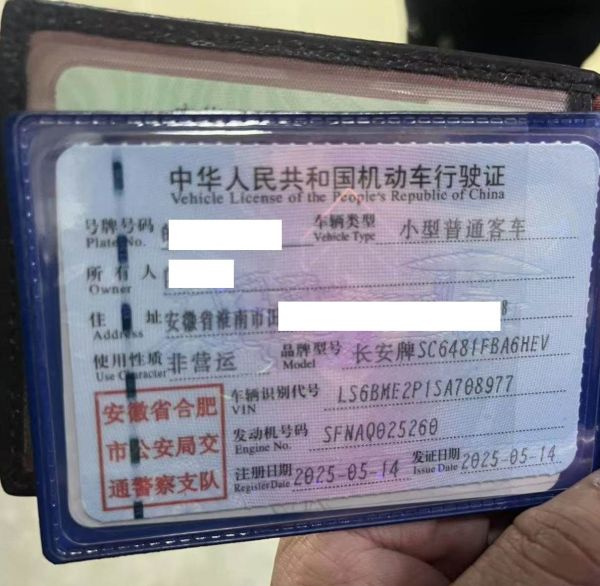 中华人民共和国机动车行驶证
Vehicle License of the People's Republic of China
号牌号码 车辆类型 小型普通客车
Plate No. Vehicle Type
所有人
Owner
住址 安徽省淮南市 8
Address
使用性质 非营运 品牌型号 长安牌SC6481FBA6HEV
Use Character Model
车辆识别代号 LS6BME2P1SA708977
VIN
发动机号码 SFNAQ025260
Engine No.
注册日期 2025-05-14 发证日期 2025-05-14
Register Date Issue Date
安徽省合肥
市公安局交
通警察支队